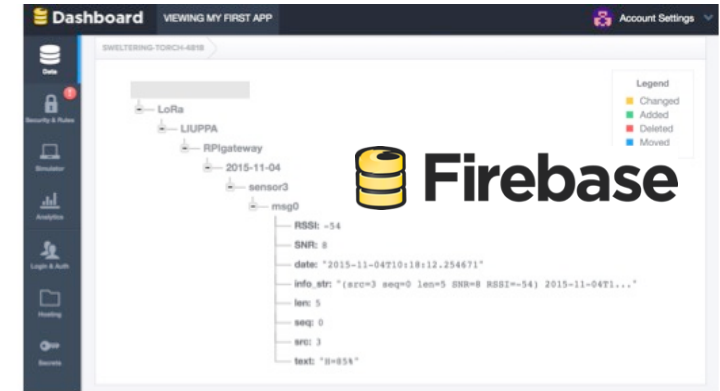 Dashboard VIEWING MY FIRST APP Account Settings
SWELTERING-TORCH-4818
Data
Security & Rules
Simulator
Analytics
Login & Auth
Hosting
Secrets
LoRa
LIUPPA
RPIgateway
2015-11-04
sensor3
msg0
RSSI: -54
SNR: 8
date: "2015-11-04T10:18:12.254671"
info_str: "(src=3 seq=0 len=5 SNR=8 RSSI=-54) 2015-11-04T1..."
len: 5
seq: 0
src: 3
text: "H=85%"
Legend
Changed
Added
Deleted
Moved
Firebase